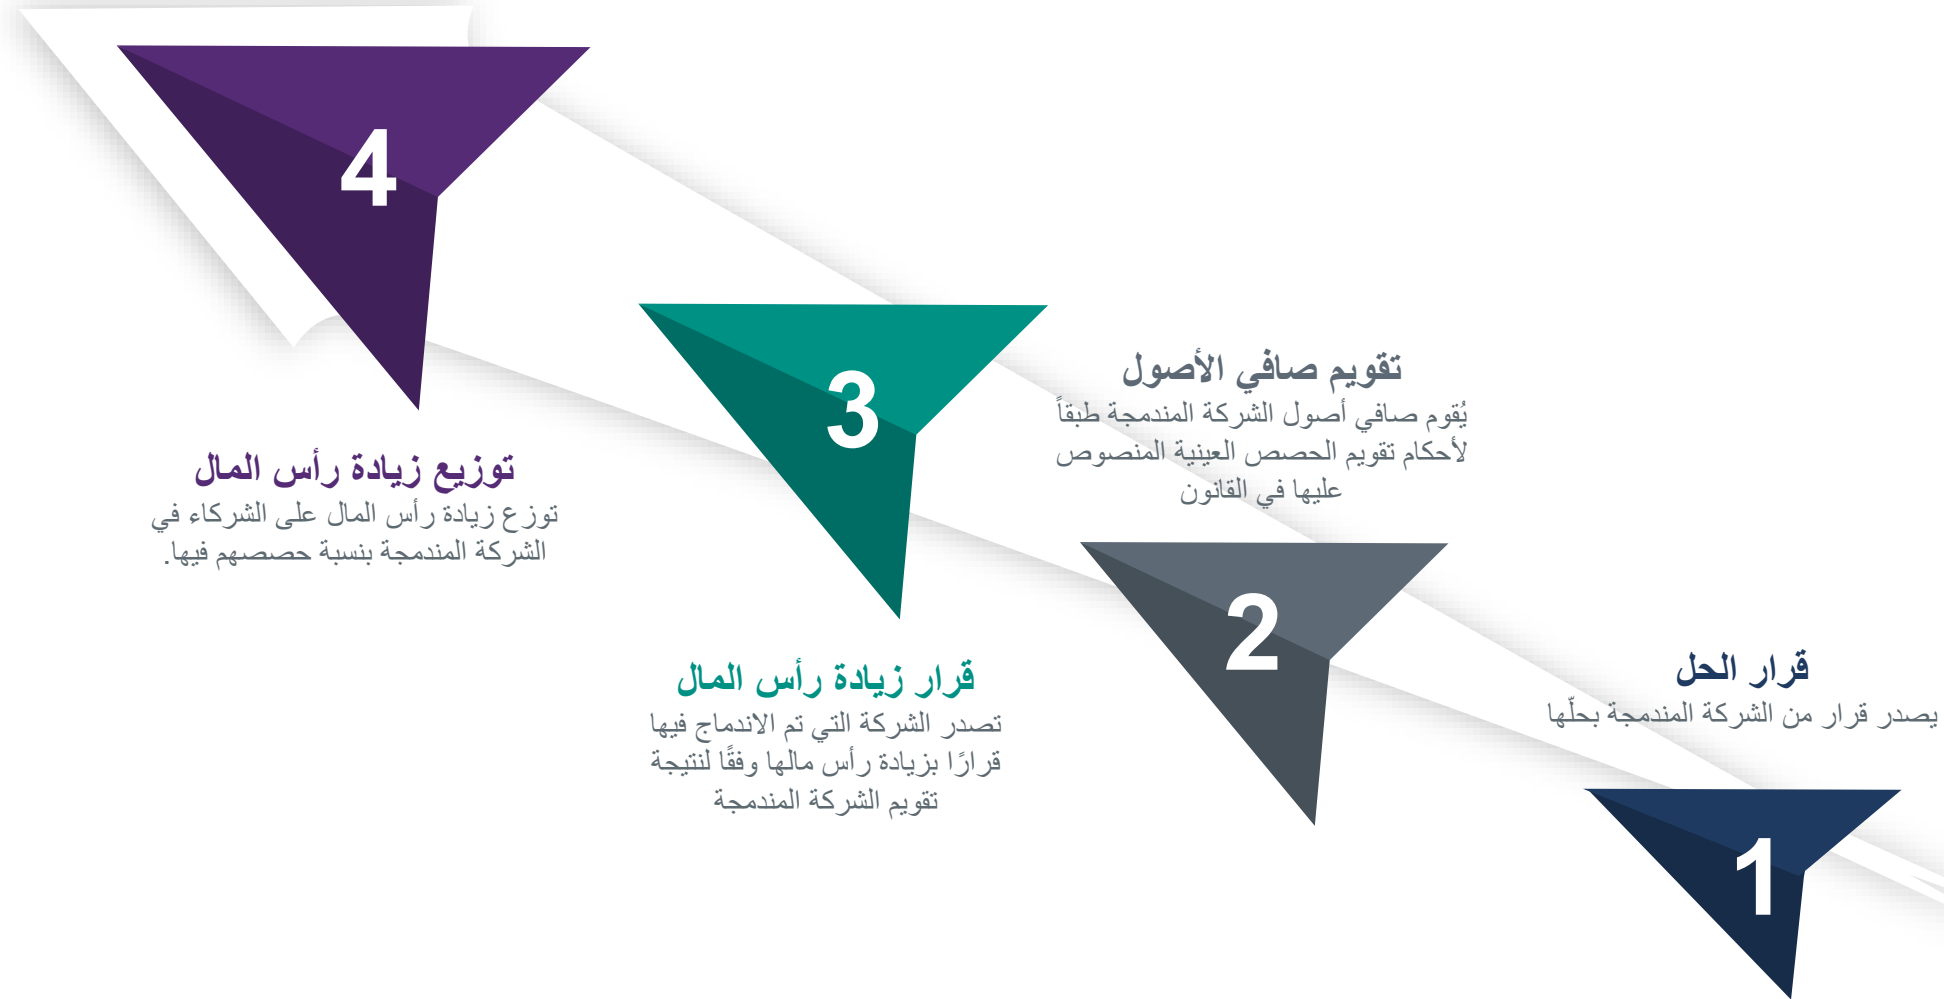 1
قرار الحل
يصدر قرار من الشركة المندمجة بحلّها
2
تقويم صافي الأصول
يُقوم صافي أصول الشركة المندمجة طبقاً
لأحكام تقويم الحصص العينية المنصوص
عليها في القانون
3
قرار زيادة رأس المال
تصدر الشركة التي تم الاندماج فيها
قرارًا بزيادة رأس مالها وفقًا لنتيجة
تقويم الشركة المندمجة
4
توزيع زيادة رأس المال
توزع زيادة رأس المال على الشركاء في
الشركة المندمجة بنسبة حصصهم فيها.